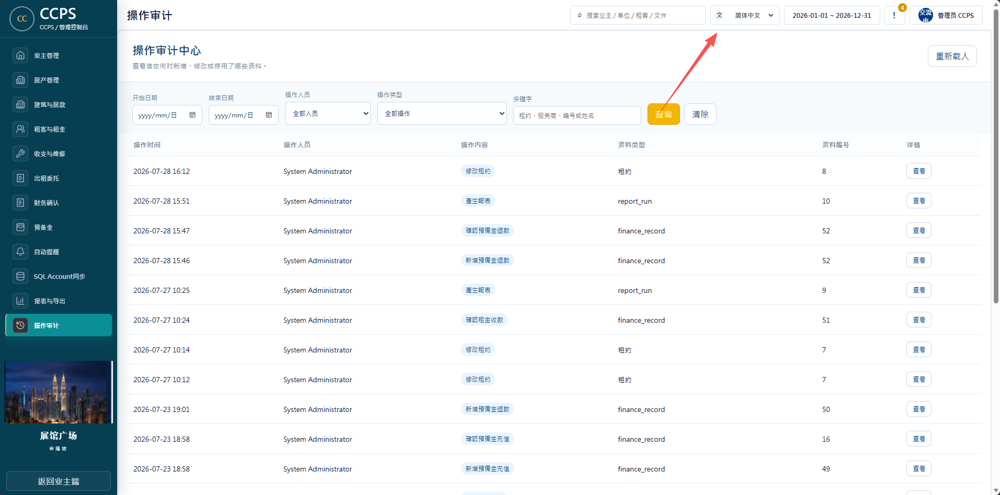 CC
CCPS
CCPS / 管理控制台
业主管理
房产管理
建筑与房款
租客与租金
收支与维修
出租委托
财务确认
预备金
自动提醒
SQL Account同步
报表与导出
操作审计
展馆广场
吉隆坡
返回业主端
操作审计
搜索业主 / 单位 / 租客 / 文件
文 简体中文
2026-01-01 ~ 2026-12-31
! 4
交流电 管理员 CCPS
操作审计中心
查看谁在何时新增、修改或停用了哪些资料。
重新载入
开始日期 结束日期 操作人员 操作类型 关键字
yyyy/mm/日 yyyy/mm/日 全部人员 全部操作 租约、服务商、编号或姓名 查询 清除
操作时间 操作人员 操作内容 资料类型 资料编号 详情
2026-07-28 16:12 System Administrator 修改租約 租約 8 查看
2026-07-28 15:51 System Administrator 產生報表 report_run 10 查看
2026-07-28 15:47 System Administrator 確認預備金退款 finance_record 52 查看
2026-07-28 15:46 System Administrator 新增預備金退款 finance_record 52 查看
2026-07-27 10:25 System Administrator 產生報表 report_run 9 查看
2026-07-27 10:24 System Administrator 確認租金收款 finance_record 51 查看
2026-07-27 10:14 System Administrator 修改租約 租約 7 查看
2026-07-27 10:12 System Administrator 修改租約 租約 7 查看
2026-07-23 19:01 System Administrator 新增預備金退款 finance_record 50 查看
2026-07-23 18:58 System Administrator 確認預備金充值 finance_record 16 查看
2026-07-23 18:58 System Administrator 新增預備金充值 finance_record 49 查看